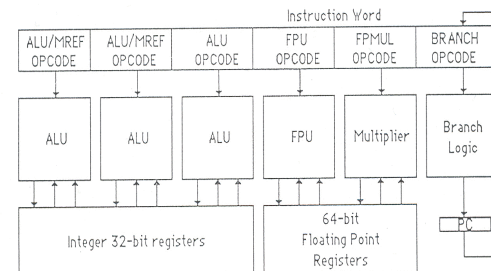 Instruction Word
ALU/MREF ALU/MREF ALU FPU FPMUL BRANCH
OPCODE OPCODE OPCODE OPCODE OPCODE OPCODE
ALU ALU ALU FPU Multiplier Branch
Logic
PC
Integer 32-bit registers
64-bit
Floating Point
Registers